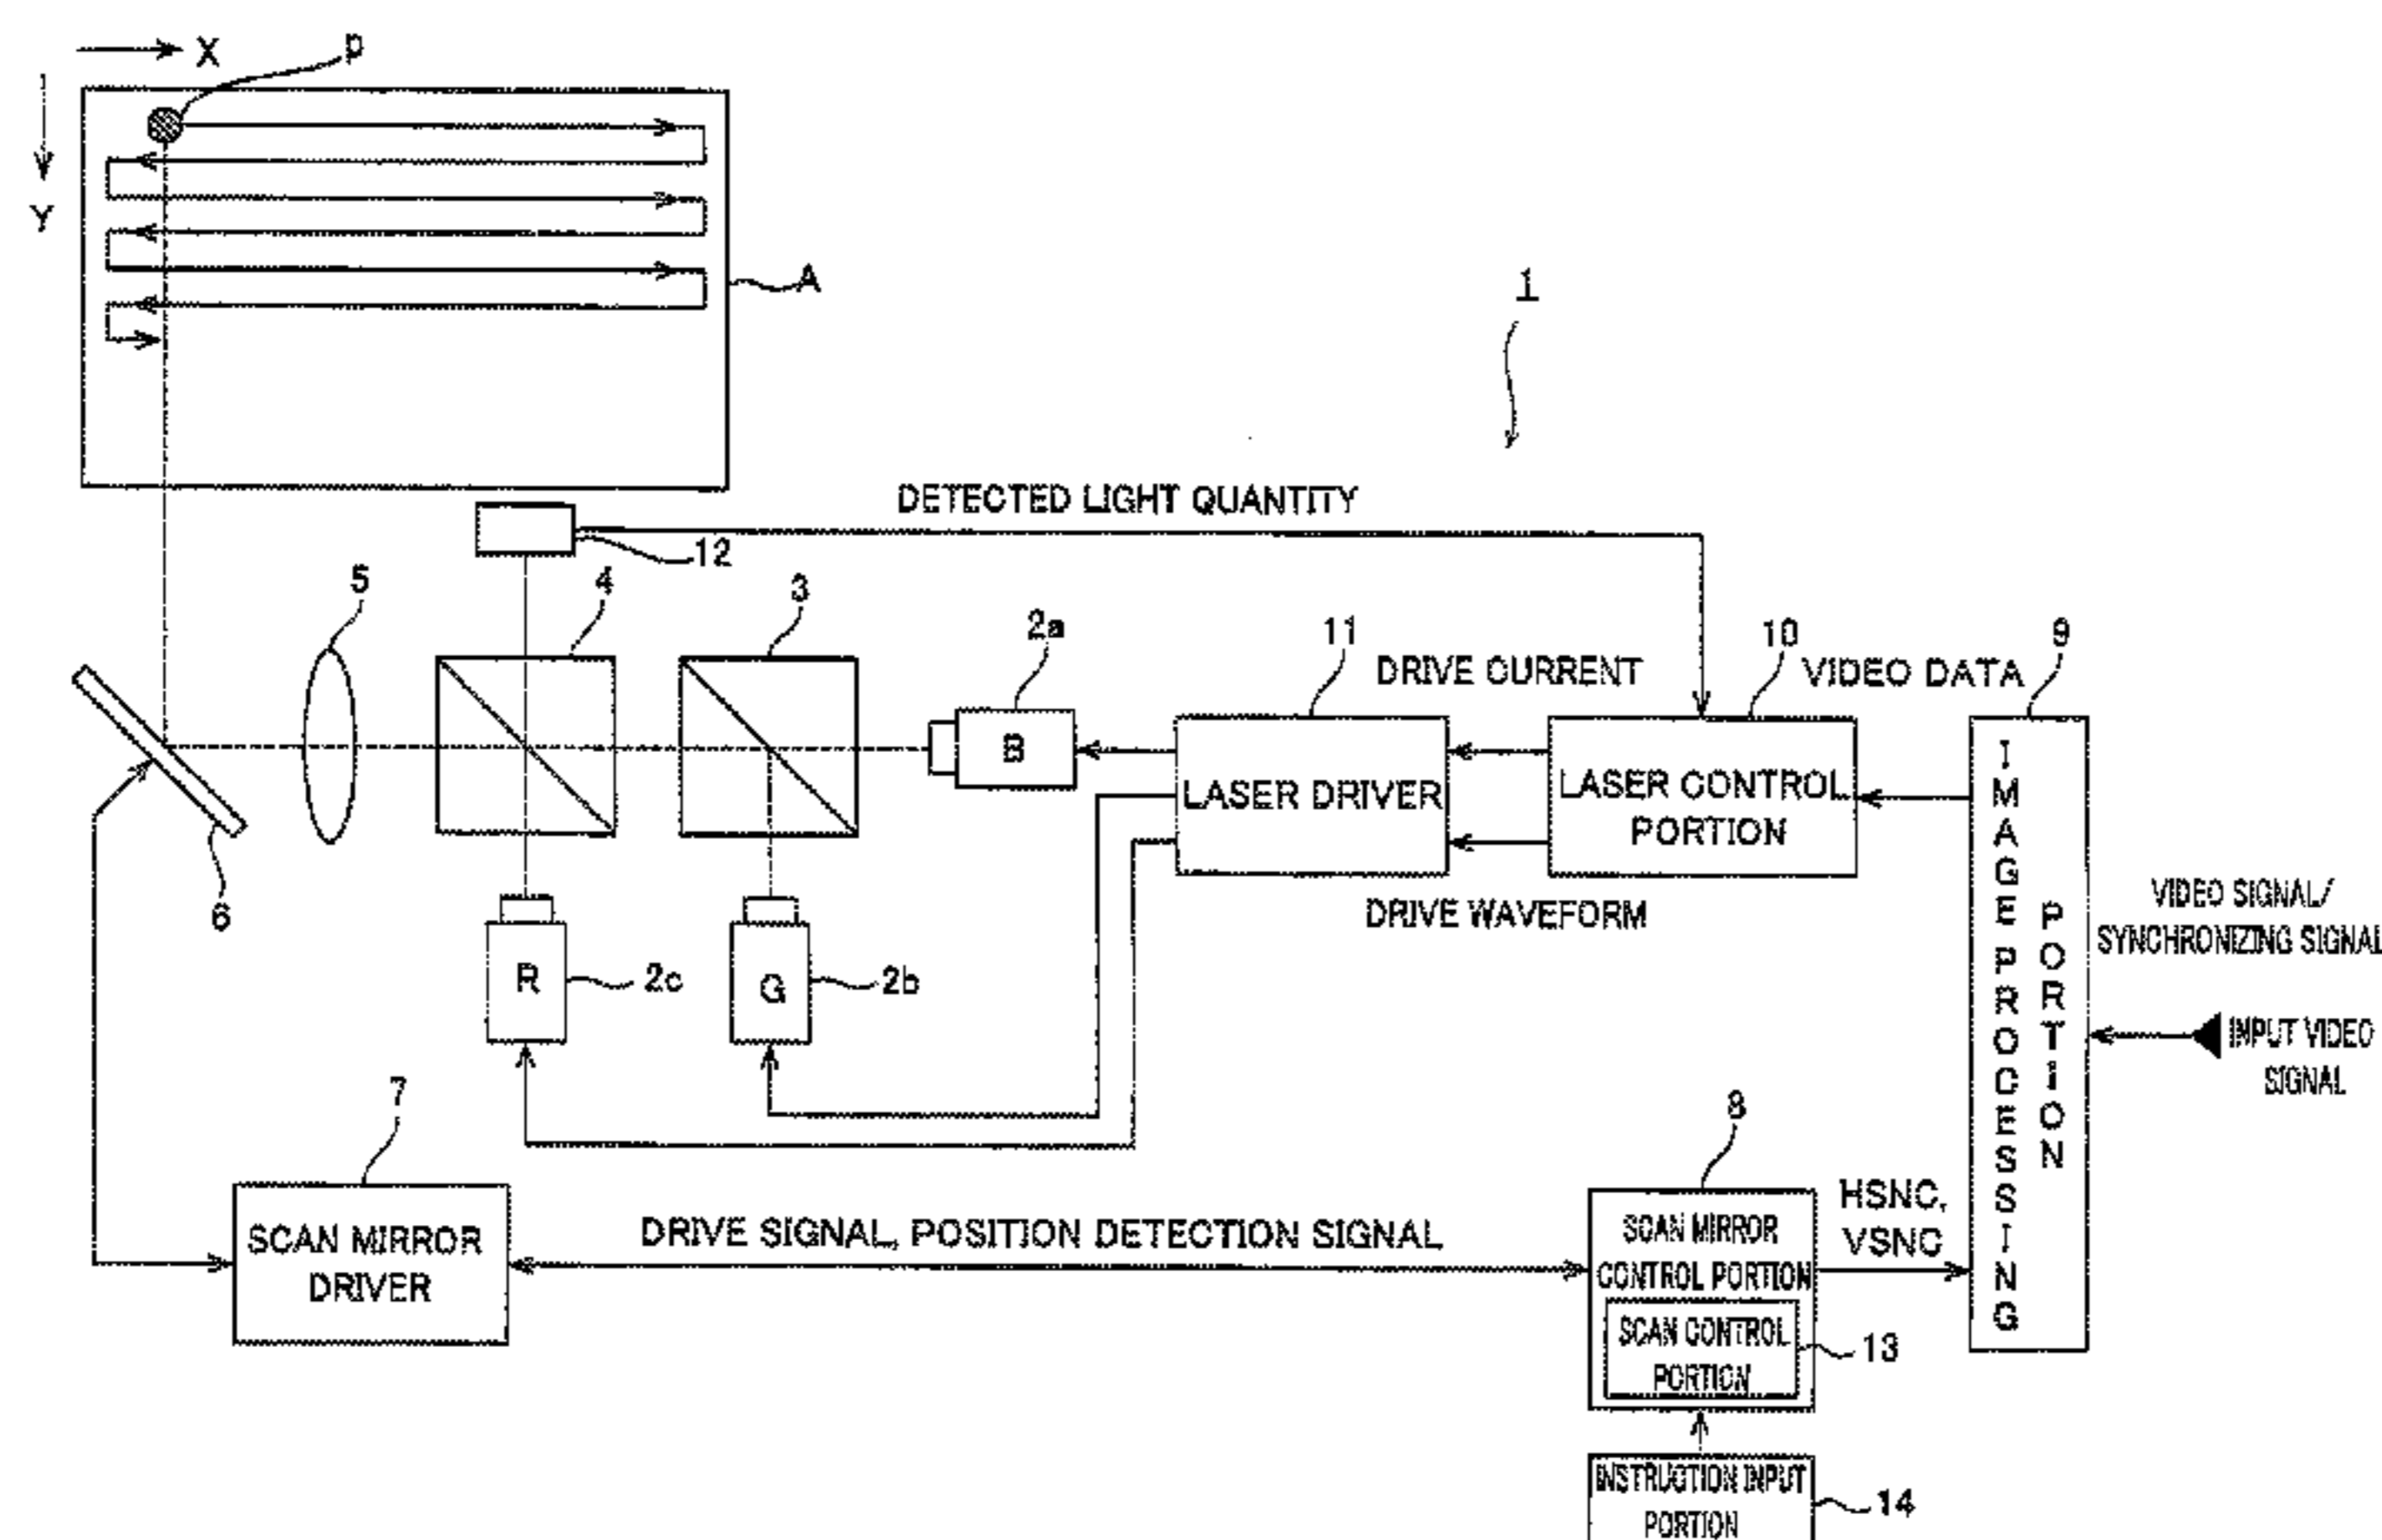 X
p
Y
A
1
DETECTED LIGHT QUANTITY
12
5
4
3
2a
11
10
9
DRIVE CURRENT
VIDEO DATA
B
LASER DRIVER
LASER CONTROL
PORTION
IMAGE PROCESSING
PORTION
6
R
2c
G
2b
DRIVE WAVEFORM
VIDEO SIGNAL/
SYNCHRONIZING SIGNAL
INPUT VIDEO
SIGNAL
7
8
SCAN MIRROR
DRIVER
DRIVE SIGNAL, POSITION DETECTION SIGNAL
SCAN MIRROR
CONTROL PORTION
HSNC,
VSNC
SCAN CONTROL
PORTION
13
INSTRUCTION INPUT
PORTION
14